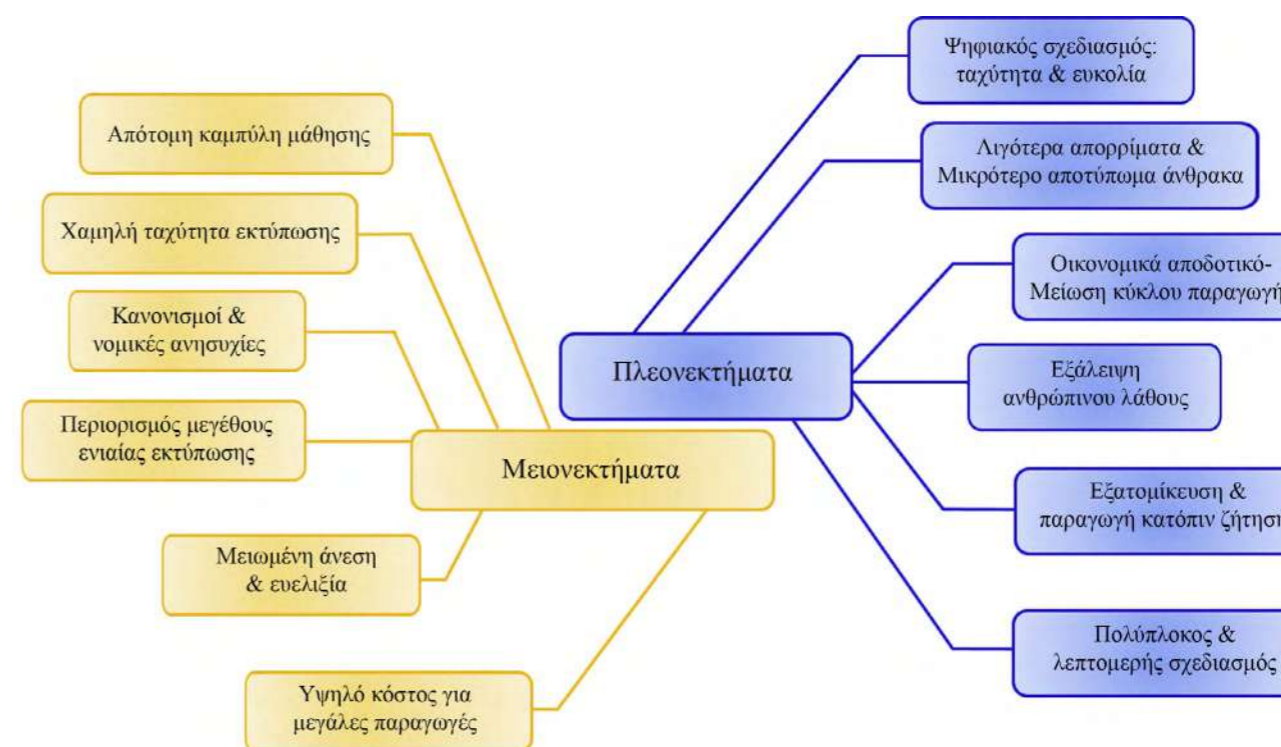 Απότομη καμπύλη μάθησης
Χαμηλή ταχύτητα εκτύπωσης
Κανονισμοί &
νομικές ανησυχίες
Περιορισμός μεγέθους
ενιαίας εκτύπωσης
Μειονεκτήματα
Μειωμένη άνεση
& ευελιξία
Υψηλό κόστος για
μεγάλες παραγωγές
Ψηφιακός σχεδιασμός:
ταχύτητα & ευκολία
Λιγότερα απορρίματα &
Μικρότερο αποτύπωμα άνθρακα
Οικονομικά αποδοτικό-
Μείωση κύκλου παραγωγή
Πλεονεκτήματα
Εξάλειψη
ανθρώπινου λάθους
Εξατομίκευση &
παραγωγή κατόπιν ζήτηση
Πολύπλοκος &
λεπτομερής σχεδιασμός